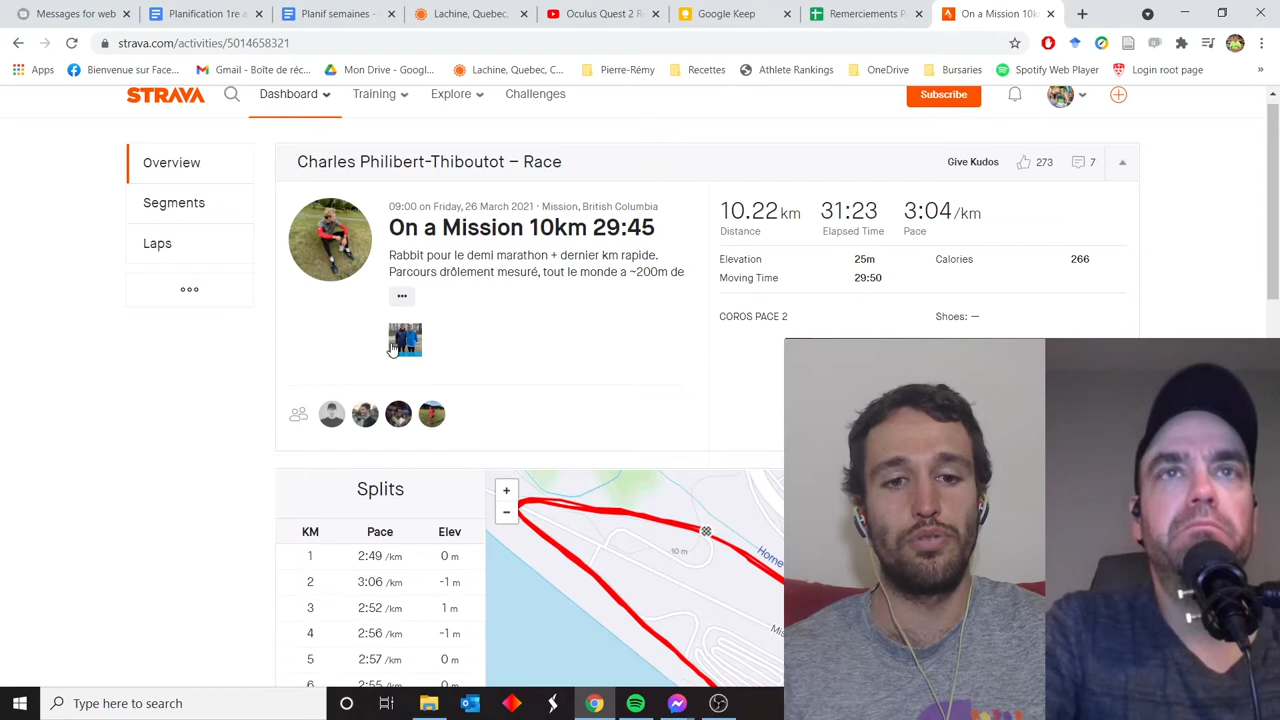 Messages for web
Planification 1re a
Planif semaines -
Lachine, Quebec,
Oculus Quest 2 R
Google Keep
Remerciements P
On a Mission 10k
strava.com/activities/5014658321
Apps
Bienvenue sur Face...
Gmail - Boîte de réc...
Mon Drive - Googl...
Lachine, Quebec, C...
Pierre-Rémy
Recettes
Athlete Rankings
OneDrive
Bursaries
Spotify Web Player
Login root page
»
STRAVA
Dashboard
Training
Explore
Challenges
Subscribe
Overview
Segments
Laps
Charles Philibert-Thiboutot – Race
Give Kudos
273
7
09:00 on Friday, 26 March 2021 · Mission, British Columbia
On a Mission 10km 29:45
Rabbit pour le demi marathon + dernier km rapide.
Parcours drôlement mesuré, tout le monde a ~200m de
10.22 km
31:23
3:04/km
Distance
Elapsed Time
Pace
Elevation
25m
Calories
266
Moving Time
29:50
COROS PACE 2
Shoes: —
Splits
KM Pace Elev
1 2:49 /km 0 m
2 3:06 /km -1 m
3 2:52 /km 1 m
4 2:56 /km -1 m
5 2:57 /km 0 m
6 2:55 /km 0 m
10 m
Home
Mis
Type here to search